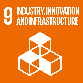 9 INDUSTRY, INNOVATION
AND INFRASTRUCTURE